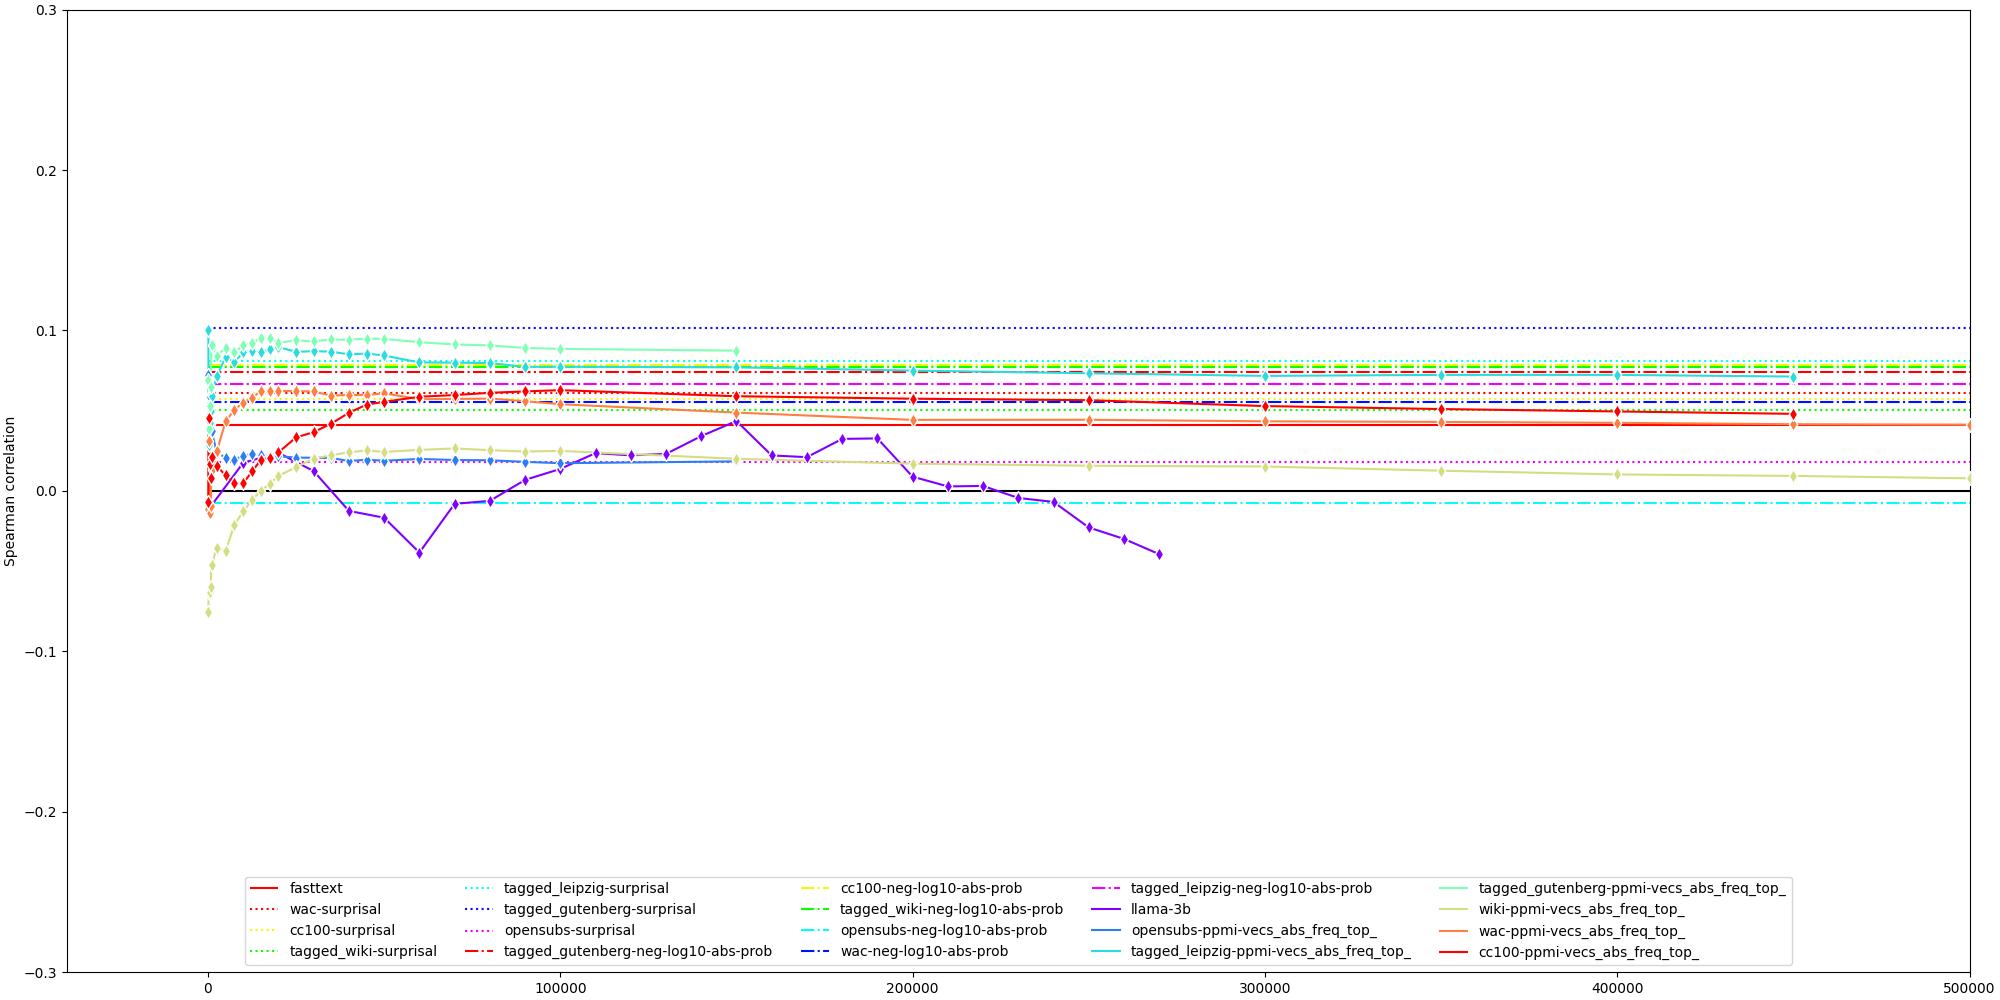 0.3
0.2
0.1
0.0
−0.1
−0.2
−0.3
Spearman correlation
0
100000
200000
300000
400000
500000
fasttext
wac-surprisal
cc100-surprisal
tagged_wiki-surprisal
tagged_leipzig-surprisal
tagged_gutenberg-surprisal
opensubs-surprisal
tagged_gutenberg-neg-log10-abs-prob
cc100-neg-log10-abs-prob
tagged_wiki-neg-log10-abs-prob
opensubs-neg-log10-abs-prob
wac-neg-log10-abs-prob
tagged_leipzig-neg-log10-abs-prob
llama-3b
opensubs-ppmi-vecs_abs_freq_top_
tagged_leipzig-ppmi-vecs_abs_freq_top_
tagged_gutenberg-ppmi-vecs_abs_freq_top_
wiki-ppmi-vecs_abs_freq_top_
wac-ppmi-vecs_abs_freq_top_
cc100-ppmi-vecs_abs_freq_top_